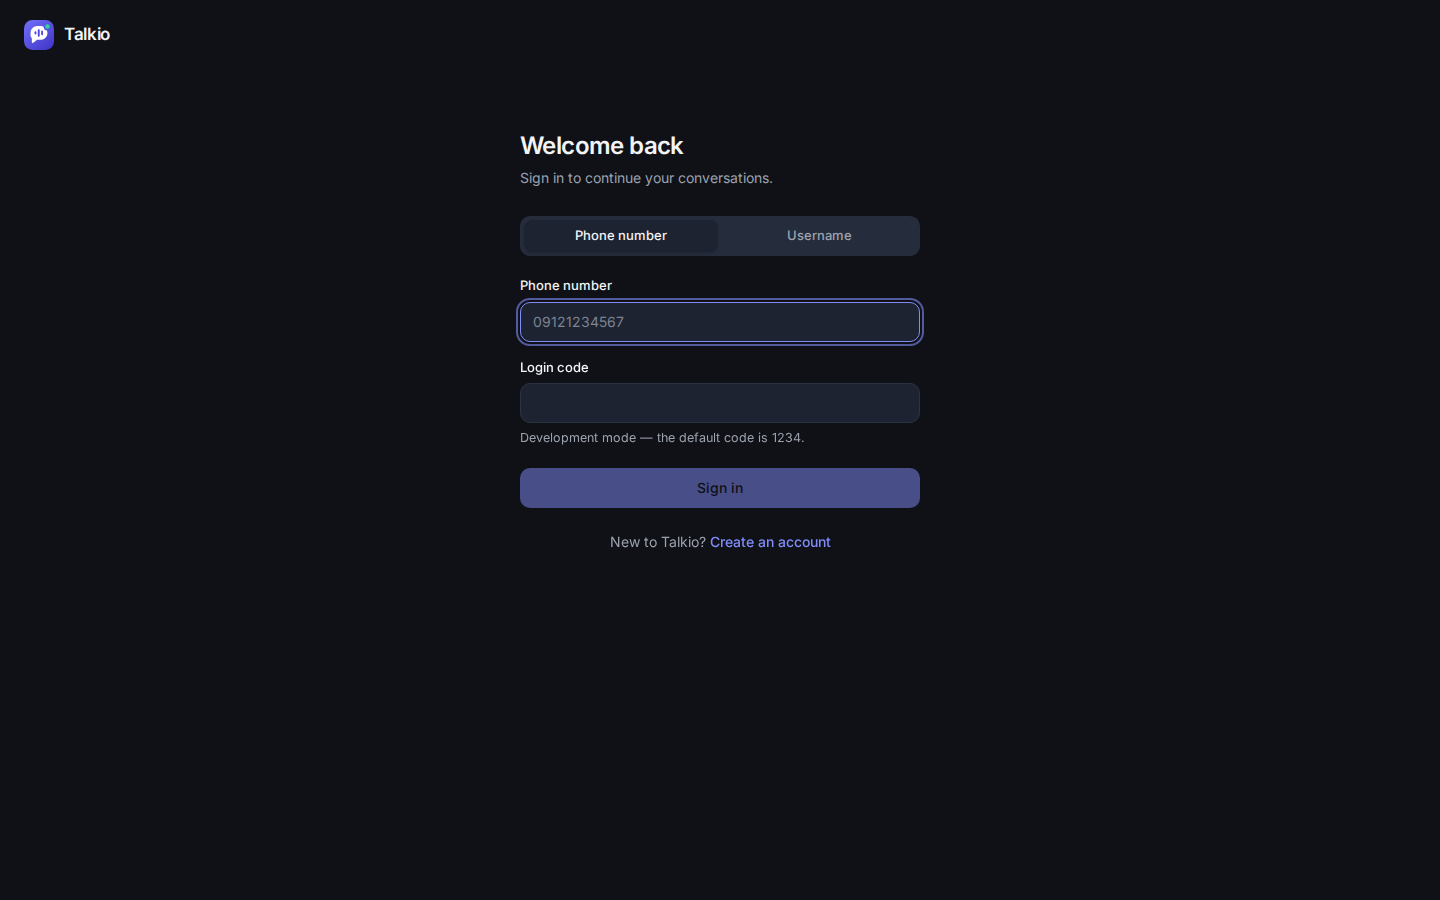 Talkio
Welcome back
Sign in to continue your conversations.
Phone number
Username
Phone number
09121234567
Login code
Development mode — the default code is 1234.
Sign in
New to Talkio? Create an account